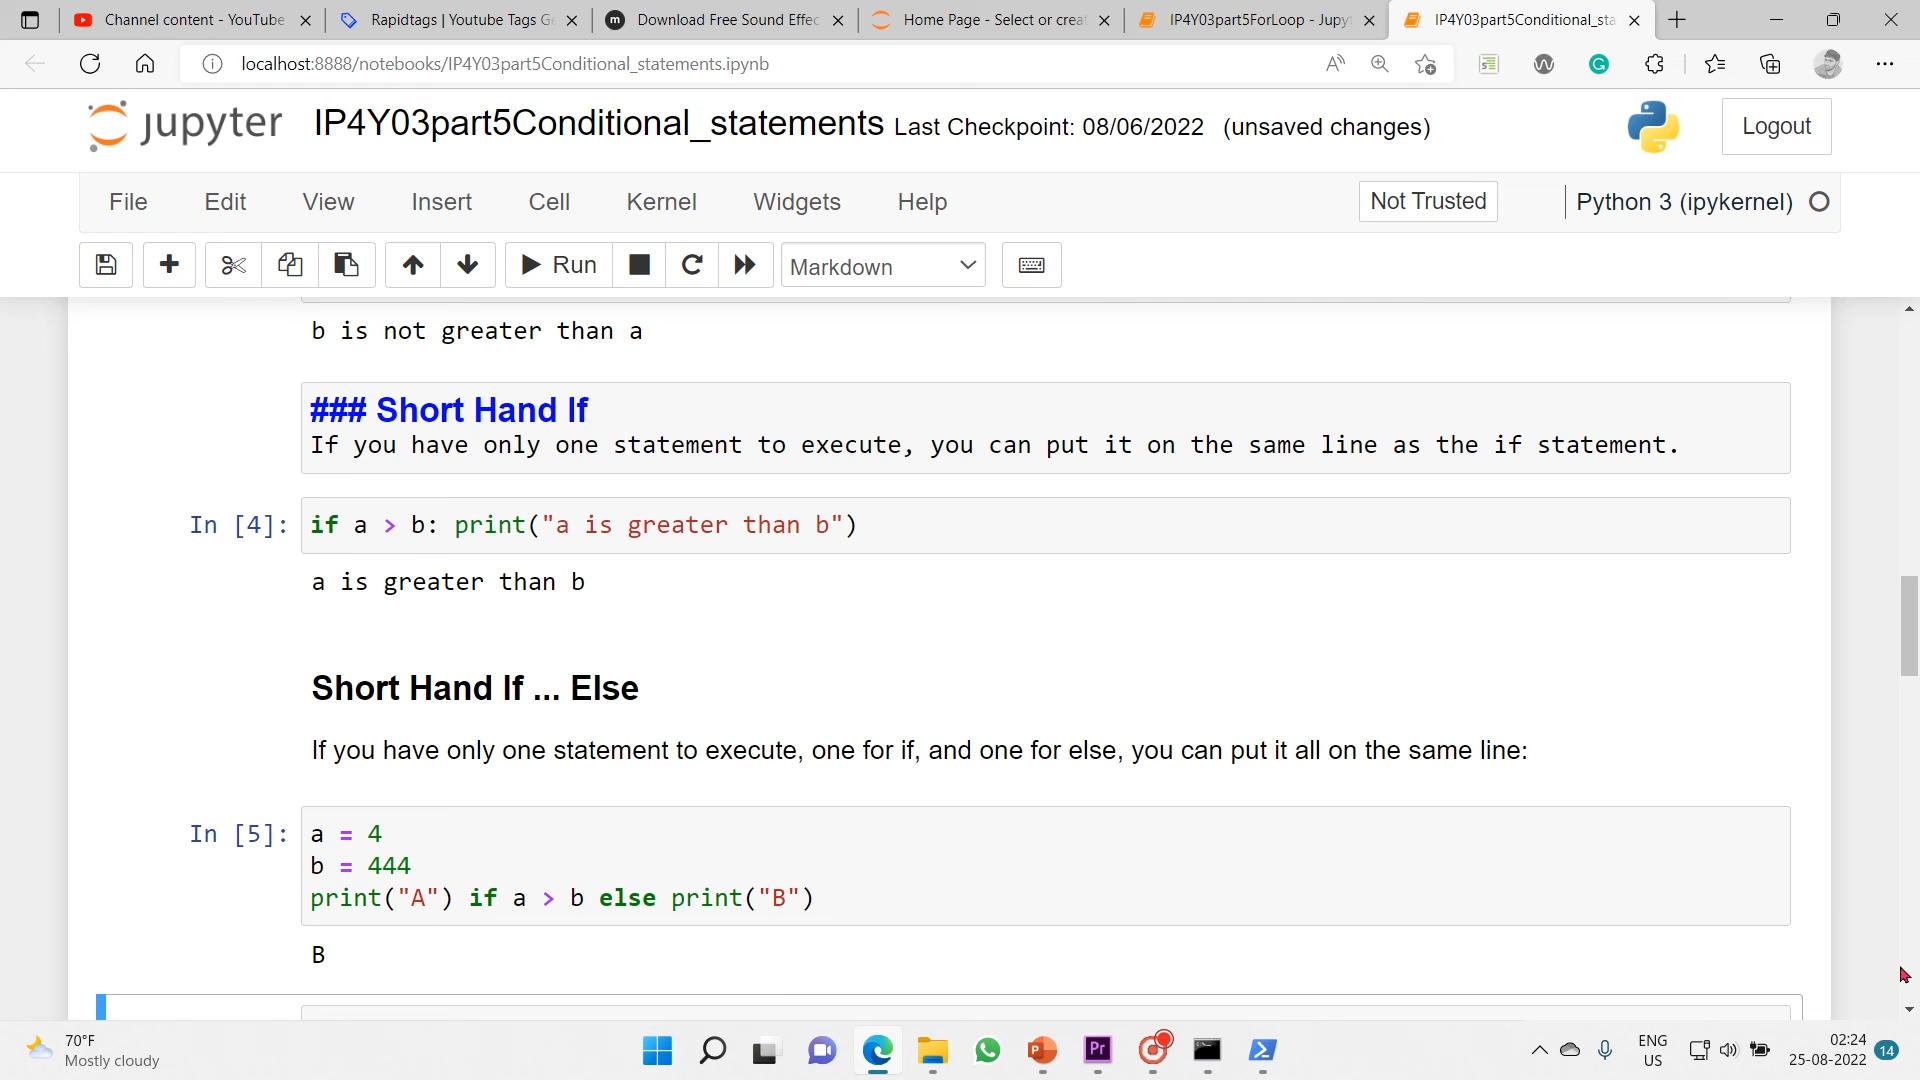 Channel content - YouTube
Rapidtags | Youtube Tags Ge
Download Free Sound Effec
Home Page - Select or crea
IP4Y03part5ForLoop - Jupy
IP4Y03part5Conditional_sta
localhost:8888/notebooks/IP4Y03part5Conditional_statements.ipynb
jupyter IP4Y03part5Conditional_statements Last Checkpoint: 08/06/2022 (unsaved changes)
Logout
File Edit View Insert Cell Kernel Widgets Help
Not Trusted
Python 3 (ipykernel)
Run
Markdown
b is not greater than a
### Short Hand If
If you have only one statement to execute, you can put it on the same line as the if statement.
In [4]: if a > b: print("a is greater than b")
a is greater than b
Short Hand If ... Else
If you have only one statement to execute, one for if, and one for else, you can put it all on the same line:
In [5]: a = 4
b = 444
print("A") if a > b else print("B")
B
70°F
Mostly cloudy
Pr
ENG
US
02:24
25-08-2022
14